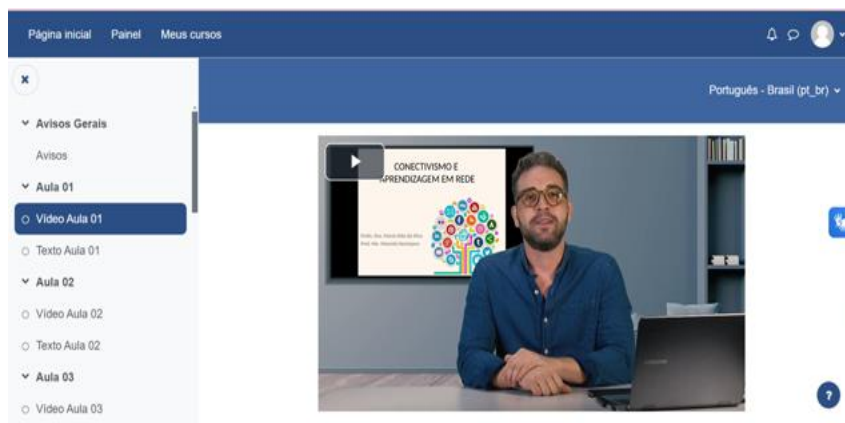 Página inicial Painel Meus cursos
Português - Brasil (pt_br)
Avisos Gerais
Avisos
Aula 01
Vídeo Aula 01
Texto Aula 01
Aula 02
Vídeo Aula 02
Texto Aula 02
Aula 03
Vídeo Aula 03
CONECTIVISMO E
APRENDIZAGEM EM REDE
?